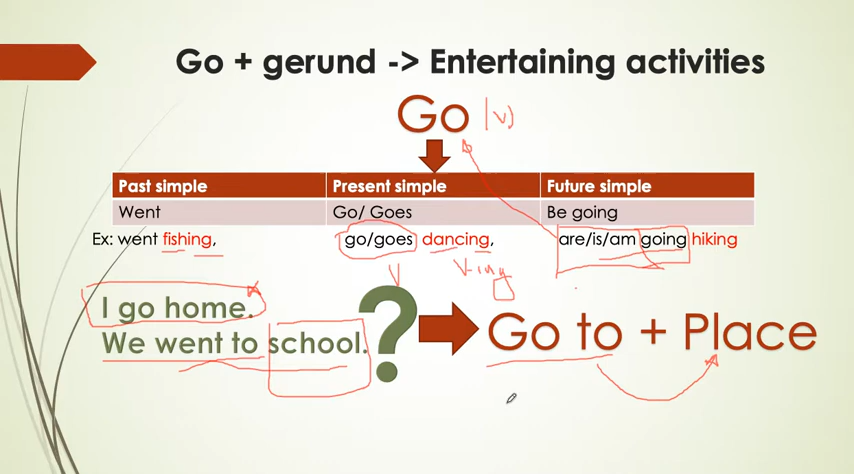 Go + gerund -> Entertaining activities
Go (v)
Past simple Present simple Future simple
Went Go/ Goes Be going
Ex: went fishing, go/goes dancing, are/is/am going hiking
V V-ing
I go home.
We went to school. ? Go to + Place